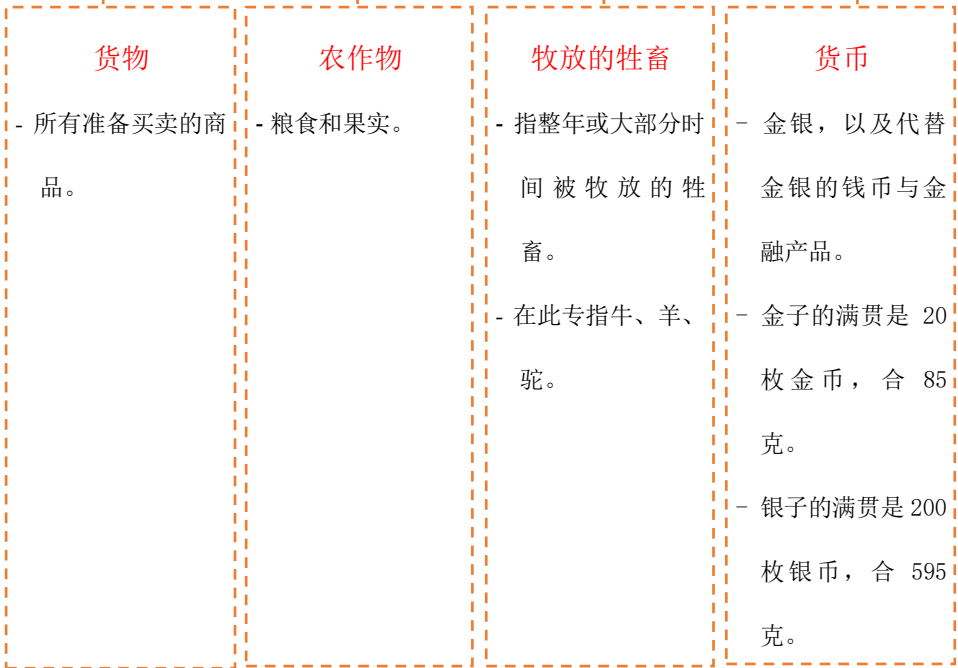 货物
- 所有准备买卖的商
品。
农作物
- 粮食和果实。
牧放的牲畜
- 指整年或大部分时
间被牧放的牲
畜。
- 在此专指牛、羊、
驼。
货币
- 金银，以及代替
金银的钱币与金
融产品。
- 金子的满贯是 20
枚金币，合 85
克。
- 银子的满贯是 200
枚银币，合 595
克。